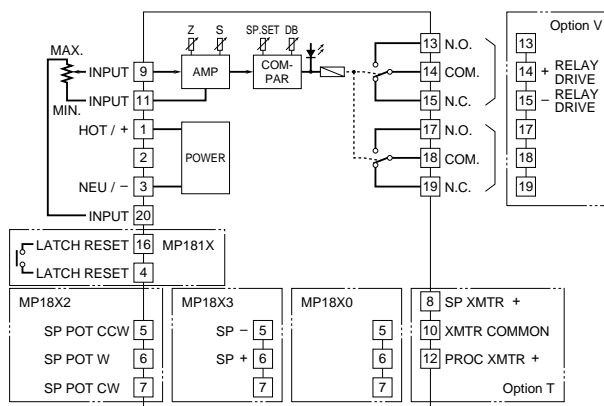 Z S SP.SET DB
MAX.
INPUT 9
AMP
COM-
PAR
INPUT 11
MIN.
HOT / + 1
2
POWER
NEU / − 3
INPUT 20
13 N.O.
14 COM.
15 N.C.
17 N.O.
18 COM.
19 N.C.
Option V
13
14 + RELAY
DRIVE
15 − RELAY
DRIVE
17
18
19
LATCH RESET 16 MP181X
LATCH RESET 4
MP18X2
SP POT CCW 5
SP POT W 6
SP POT CW 7
MP18X3
SP − 5
SP + 6
7
MP18X0
5
6
7
8 SP XMTR +
10 XMTR COMMON
12 PROC XMTR +
Option T